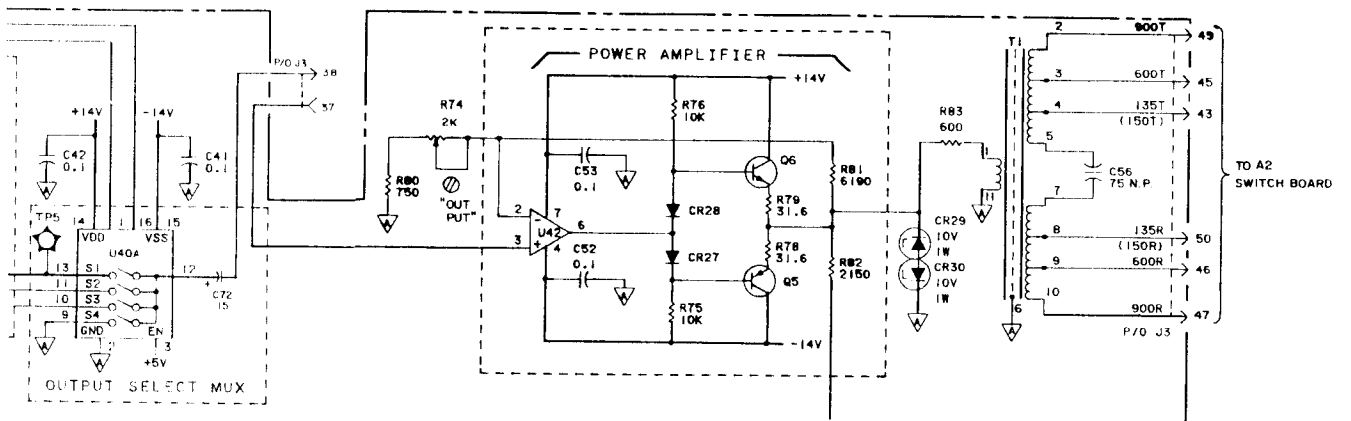 P/O J3
38
37
+14V
-14V
C42
0.1
A
C41
0.1
A
TP5
14
1
16
15
VDD
VSS
U40A
13
S1
11
S2
10
S3
9
S4
GND
EN
2
3
12
+
C72
15
A
A
+5V
OUTPUT SELECT MUX
R74
2K
R80
750
A
"OUT
PUT"
POWER AMPLIFIER
+14V
R76
10K
C53
0.1
A
2
-
7
U42
6
3
+
4
C52
0.1
A
CR28
CR27
R75
10K
Q6
R79
31.6
R78
31.6
Q5
-14V
R81
6190
R82
2150
R83
600
CR29
10V
1W
CR30
10V
1W
A
1
11
A
T1
6
A
2
900T
49
3
600T
45
4
135T
43
(150T)
5
C56
75 N.P.
7
8
135R
50
(150R)
9
600R
46
10
900R
47
P/O J3
TO A2
SWITCH BOARD